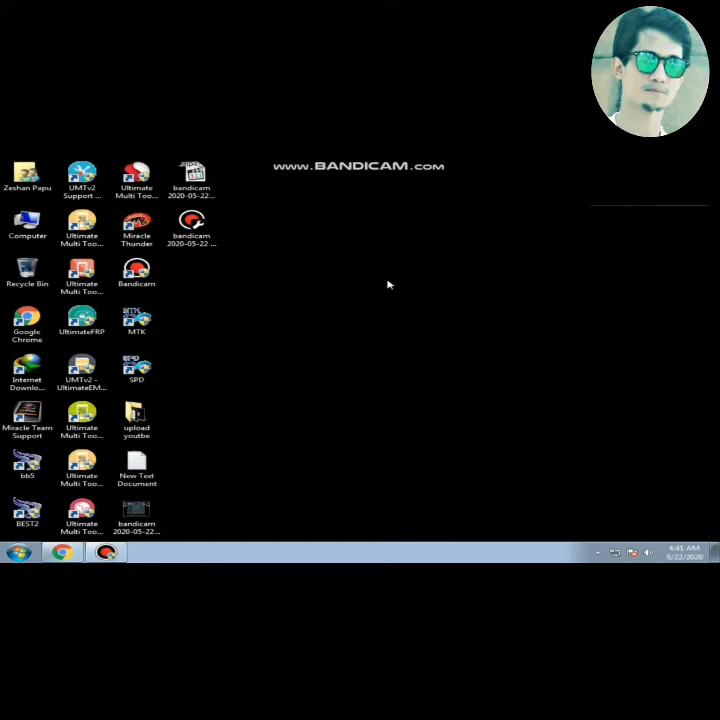 WWW.BANDICAM.COM
Zeshan Papu
UMTv2
Support ...
Ultimate
Multi Too...
bandicam
2020-05-22...
Computer
Ultimate
Multi Too...
Miracle
Thunder
bandicam
2020-05-22 ...
Recycle Bin
Ultimate
Multi Too...
Bandicam
Google
Chrome
UltimateFRP
MTK
MTK
Internet
Downlo...
UMTv2 -
UltimateEM...
SPD
SPD
Miracle Team
Support
Ultimate
Multi Too...
upload
youtbe
bb5
Ultimate
Multi Too...
New Text
Document
BEST2
Ultimate
Multi Too...
bandicam
2020-05-22...
4:41 AM
5/22/2020